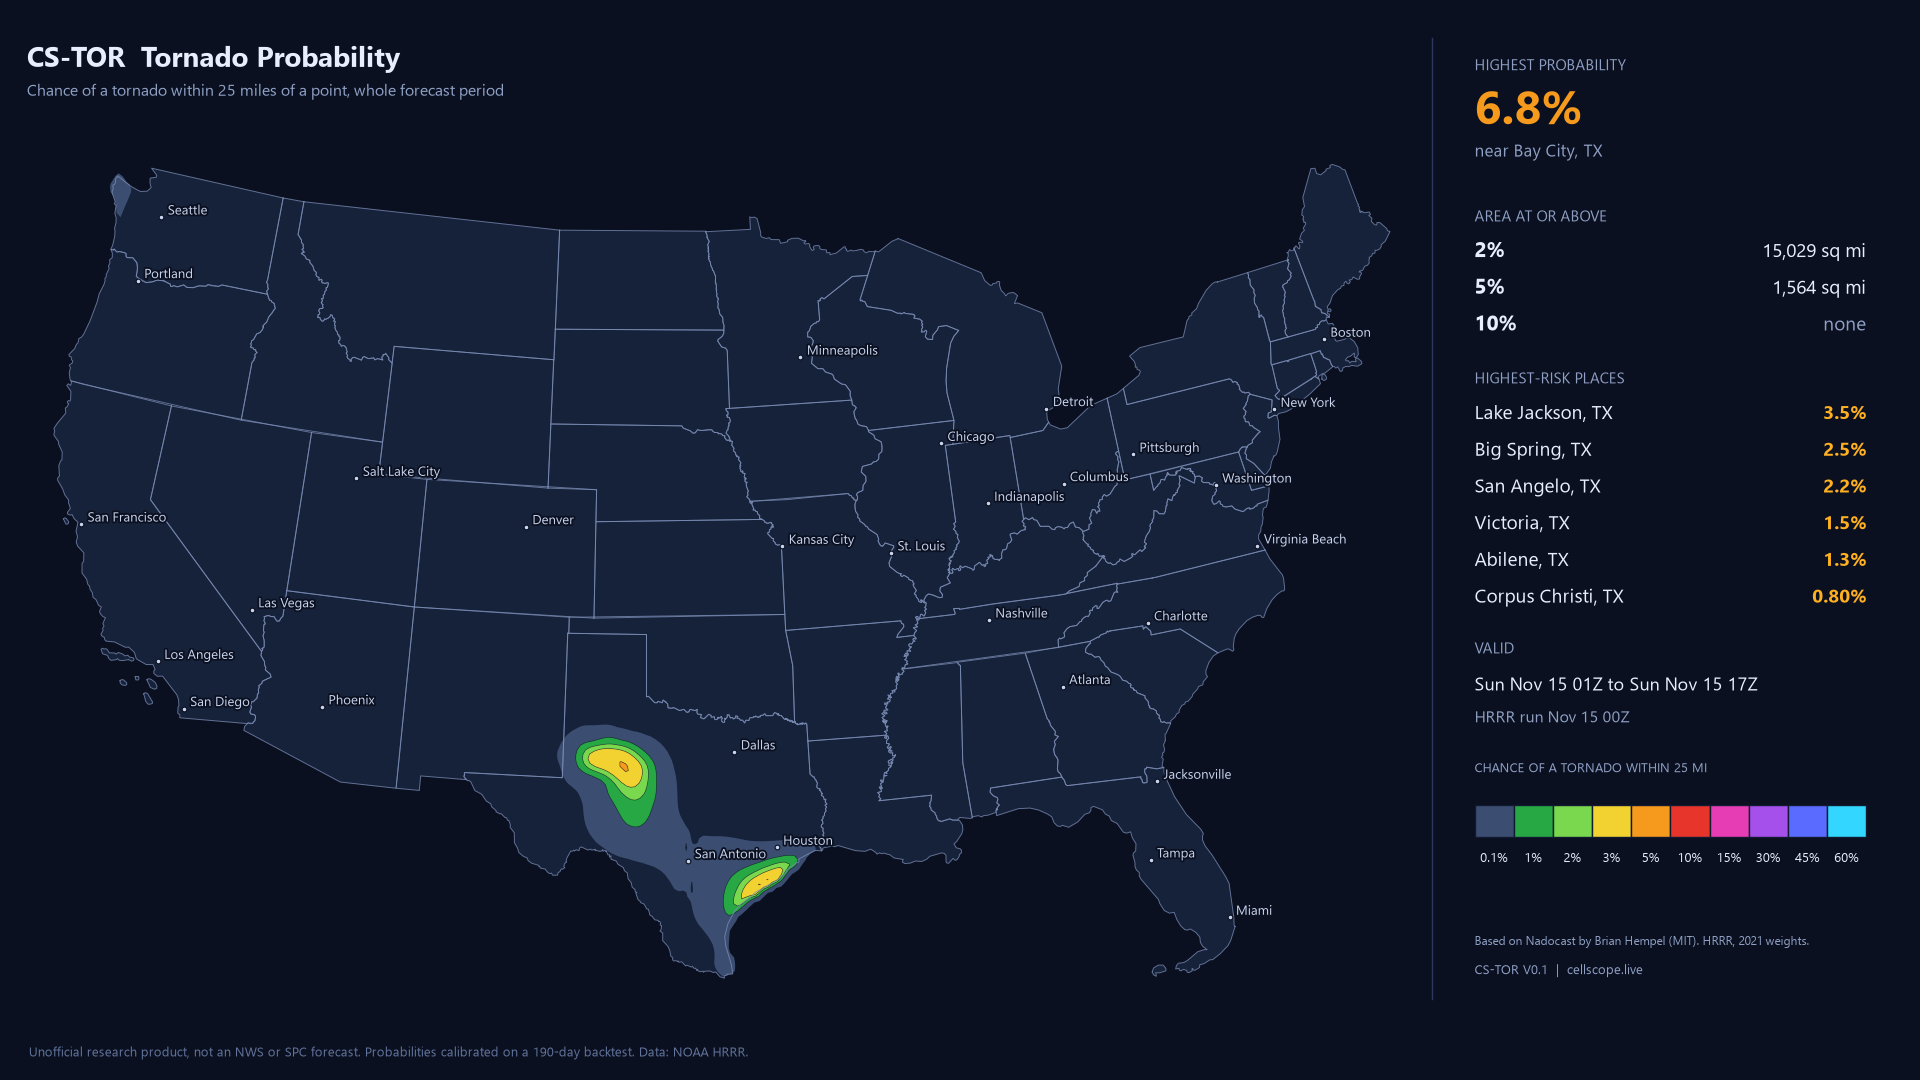 CS-TOR Tornado Probability
Chance of a tornado within 25 miles of a point, whole forecast period
Seattle
Portland
Minneapolis
Boston
Detroit
New York
Chicago
Pittsburgh
Salt Lake City
Columbus
Washington
Indianapolis
San Francisco
Denver
Kansas City
St. Louis
Virginia Beach
Las Vegas
Nashville
Charlotte
Los Angeles
Atlanta
San Diego
Phoenix
Dallas
Jacksonville
Houston
San Antonio
Tampa
Miami
HIGHEST PROBABILITY
6.8%
near Bay City, TX
AREA AT OR ABOVE
2% 15,029 sq mi
5% 1,564 sq mi
10% none
HIGHEST-RISK PLACES
Lake Jackson, TX 3.5%
Big Spring, TX 2.5%
San Angelo, TX 2.2%
Victoria, TX 1.5%
Abilene, TX 1.3%
Corpus Christi, TX 0.80%
VALID
Sun Nov 15 01Z to Sun Nov 15 17Z
HRRR run Nov 15 00Z
CHANCE OF A TORNADO WITHIN 25 MI
0.1% 1% 2% 3% 5% 10% 15% 30% 45% 60%
Based on Nadocast by Brian Hempel (MIT). HRRR, 2021 weights.
CS-TOR V0.1 | cellscope.live
Unofficial research product, not an NWS or SPC forecast. Probabilities calibrated on a 190-day backtest. Data: NOAA HRRR.